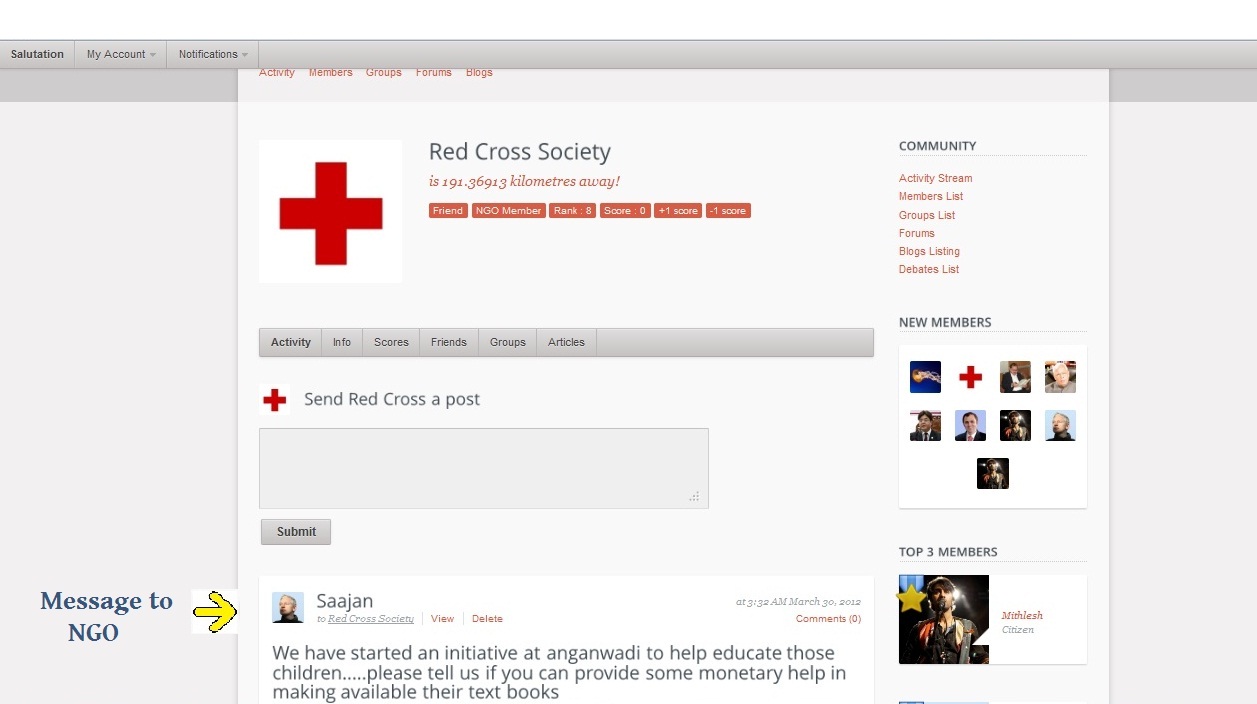 Salutation My Account Notifications
Activity Members Groups Forums Blogs
Red Cross Society
is 191.36913 kilometres away!
Friend NGO Member Rank : 8 Score : 0 +1 score -1 score
Activity Info Scores Friends Groups Articles
Send Red Cross a post
Submit
Message to
NGO
Saajan
at 3:32 AM March 30, 2012
to Red Cross Society View Delete
Comments (0)
We have started an initiative at anganwadi to help educate those
children.....please tell us if you can provide some monetary help in
making available their text books
COMMUNITY
Activity Stream
Members List
Groups List
Forums
Blogs Listing
Debates List
NEW MEMBERS
TOP 3 MEMBERS
Mithlesh
Citizen